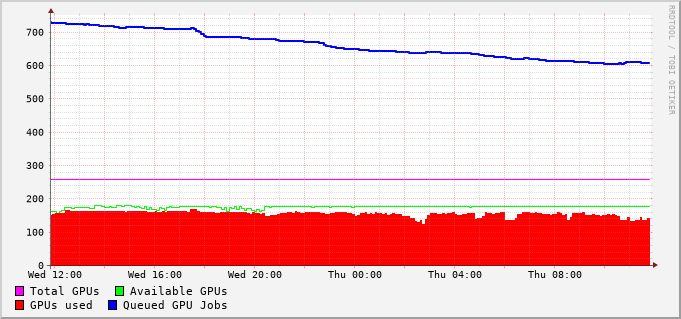 700
600
500
400
300
200
100
0
Wed 12:00 Wed 16:00 Wed 20:00 Thu 00:00 Thu 04:00 Thu 08:00
Total GPUs Available GPUs
GPUs used Queued GPU Jobs
RRDTOOL / TOBI OETIKER